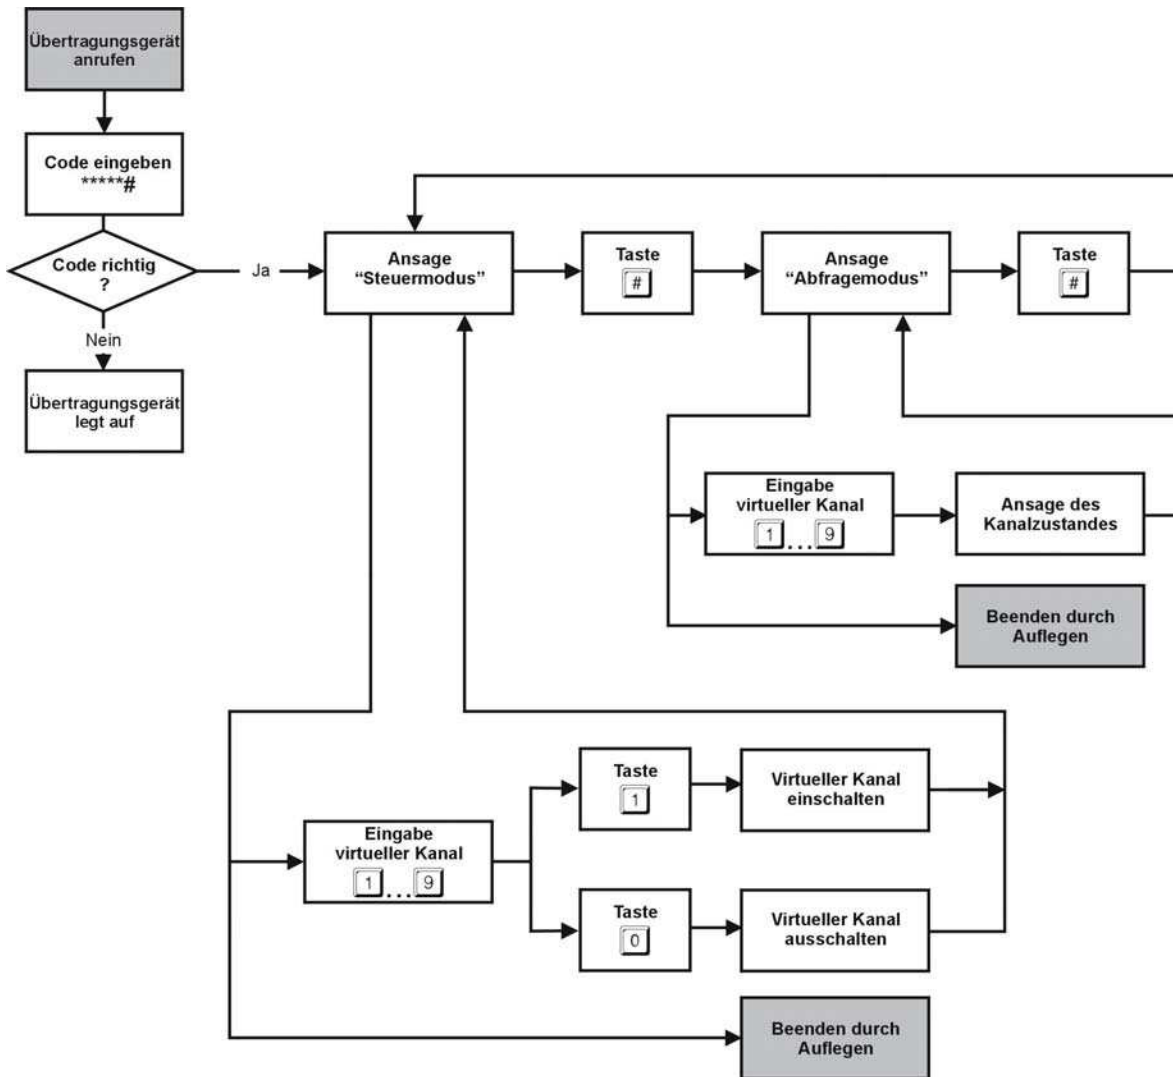 Übertragungsgerät
anrufen
Code eingeben
*****#
Code richtig
?
Ja
Nein
Übertragungsgerät
legt auf
Ansage
“Steuermodus”
Taste
#
Ansage
“Abfragemodus”
Taste
#
Eingabe
virtueller Kanal
1...9
Ansage des
Kanalzustandes
Beenden durch
Auflegen
Eingabe
virtueller Kanal
1...9
Taste
1
Virtueller Kanal
einschalten
Taste
0
Virtueller Kanal
ausschalten
Beenden durch
Auflegen